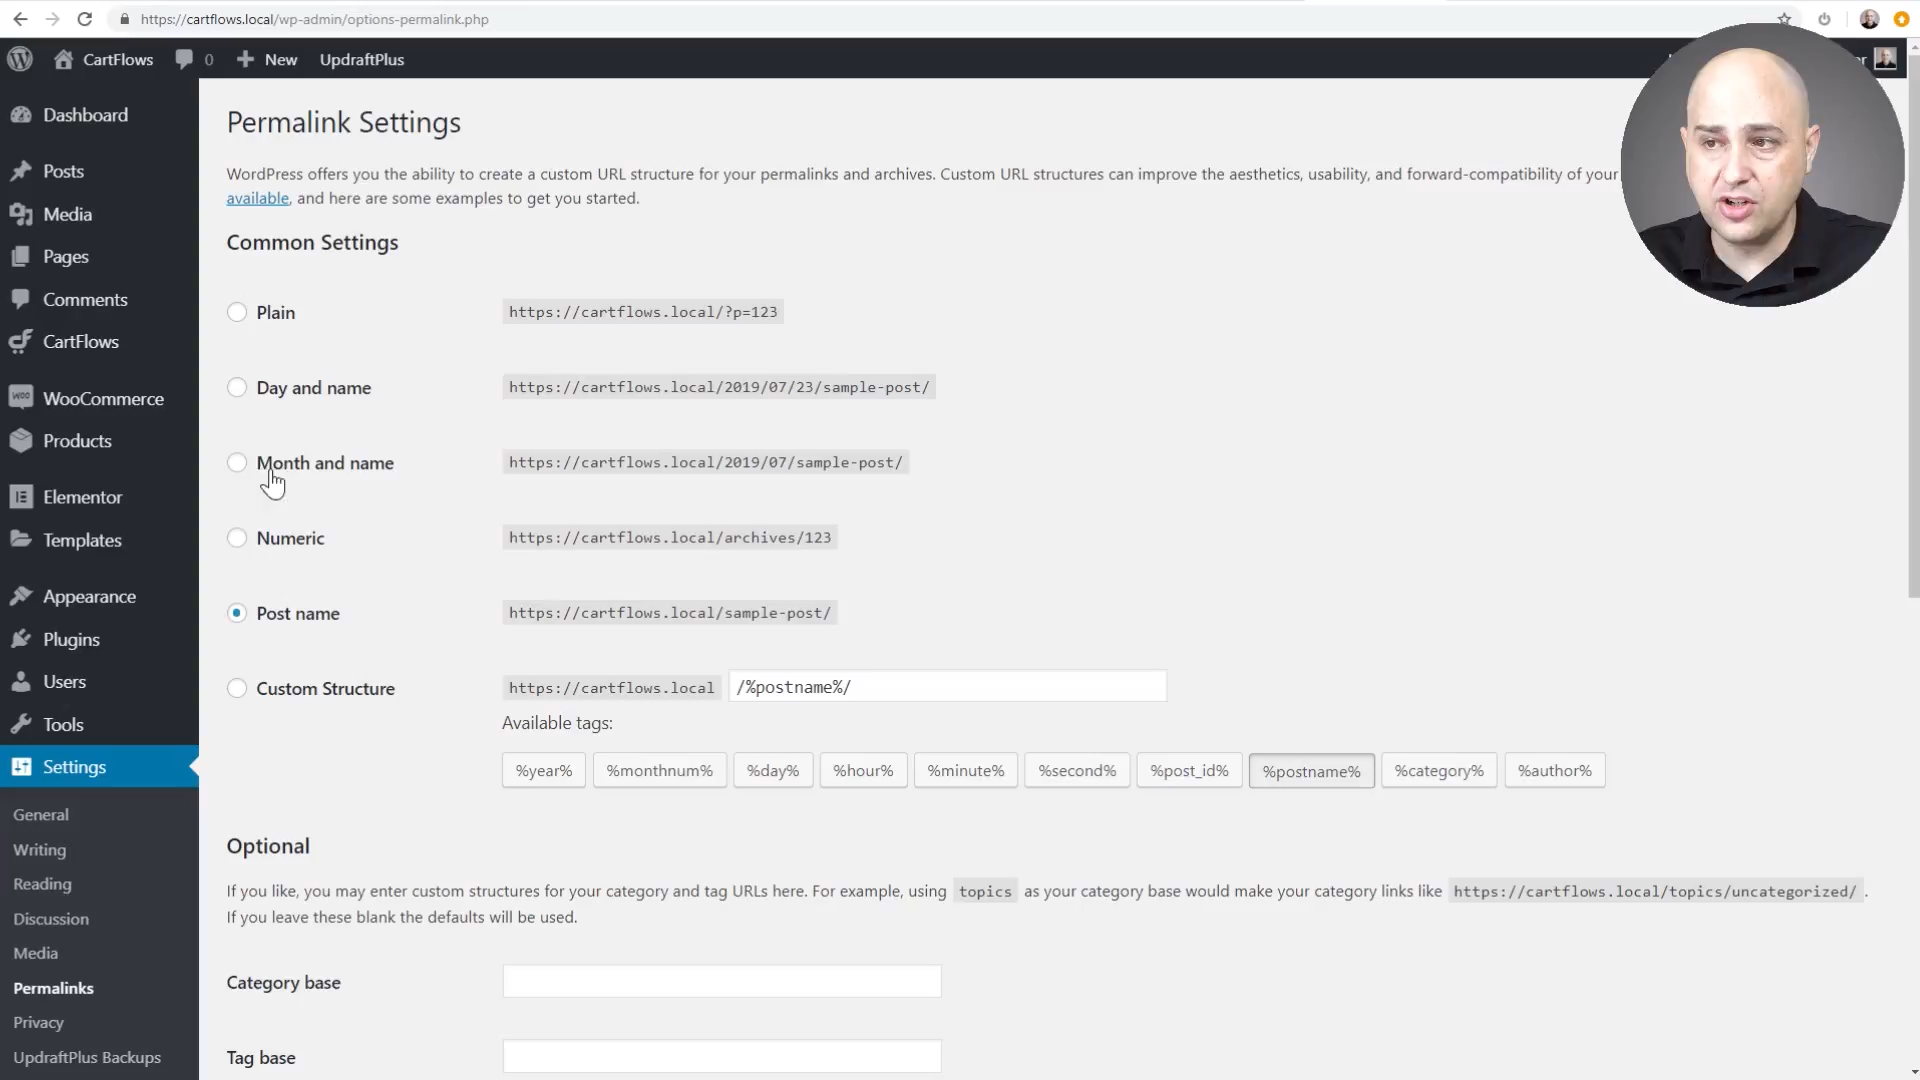 https://cartflows.local/wp-admin/options-permalink.php
CartFlows 0 New UpdraftPlus
Dashboard
Posts
Media
Pages
Comments
CartFlows
WooCommerce
Products
Elementor
Templates
Appearance
Plugins
Users
Tools
Settings
General
Writing
Reading
Discussion
Media
Permalinks
Privacy
UpdraftPlus Backups
Permalink Settings
WordPress offers you the ability to create a custom URL structure for your permalinks and archives. Custom URL structures can improve the aesthetics, usability, and forward-compatibility of your
available, and here are some examples to get you started.
Common Settings
Plain https://cartflows.local/?p=123
Day and name https://cartflows.local/2019/07/23/sample-post/
Month and name https://cartflows.local/2019/07/sample-post/
Numeric https://cartflows.local/archives/123
Post name https://cartflows.local/sample-post/
Custom Structure https://cartflows.local /%postname%/
Available tags:
%year% %monthnum% %day% %hour% %minute% %second% %post_id% %postname% %category% %author%
Optional
If you like, you may enter custom structures for your category and tag URLs here. For example, using topics as your category base would make your category links like https://cartflows.local/topics/uncategorized/ .
If you leave these blank the defaults will be used.
Category base
Tag base